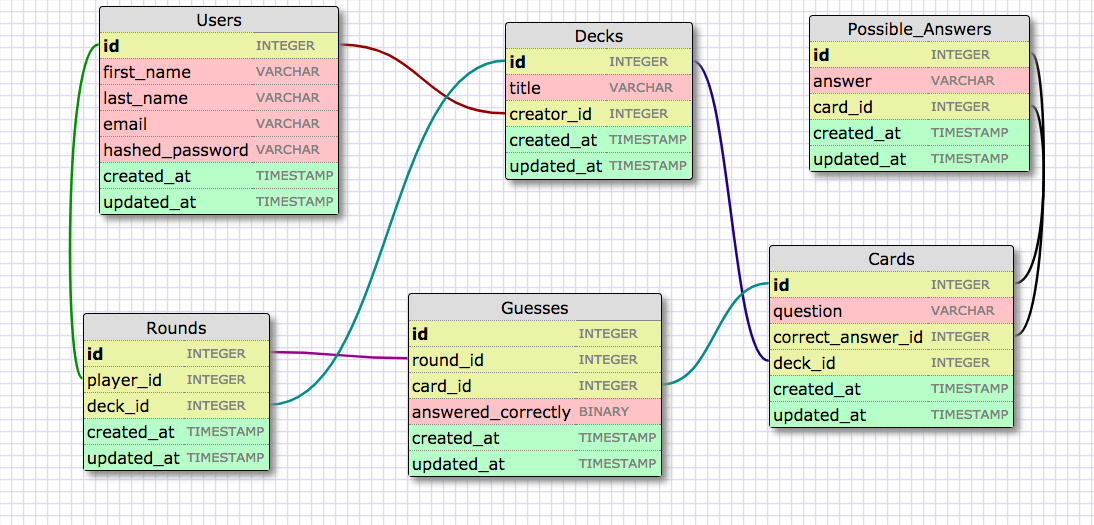 Users
id INTEGER
first_name VARCHAR
last_name VARCHAR
email VARCHAR
hashed_password VARCHAR
created_at TIMESTAMP
updated_at TIMESTAMP
Decks
id INTEGER
title VARCHAR
creator_id INTEGER
created_at TIMESTAMP
updated_at TIMESTAMP
Possible_Answers
id INTEGER
answer VARCHAR
card_id INTEGER
created_at TIMESTAMP
updated_at TIMESTAMP
Rounds
id INTEGER
player_id INTEGER
deck_id INTEGER
created_at TIMESTAMP
updated_at TIMESTAMP
Guesses
id INTEGER
round_id INTEGER
card_id INTEGER
answered_correctly BINARY
created_at TIMESTAMP
updated_at TIMESTAMP
Cards
id INTEGER
question VARCHAR
correct_answer_id INTEGER
deck_id INTEGER
created_at TIMESTAMP
updated_at TIMESTAMP